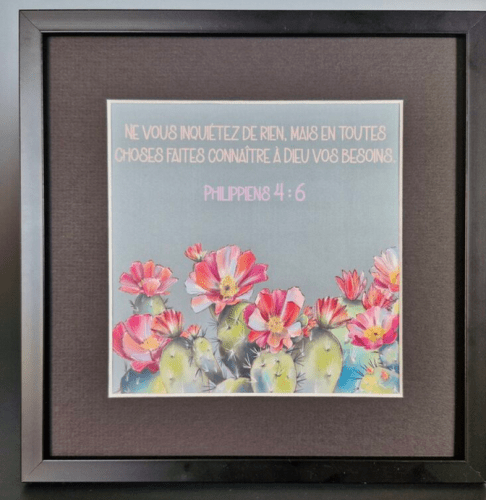 NE VOUS INQUIÉTEZ DE RIEN, MAIS EN TOUTES
CHOSES FAITES CONNAÎTRE À DIEU VOS BESOINS.
PHILIPPIENS 4:6